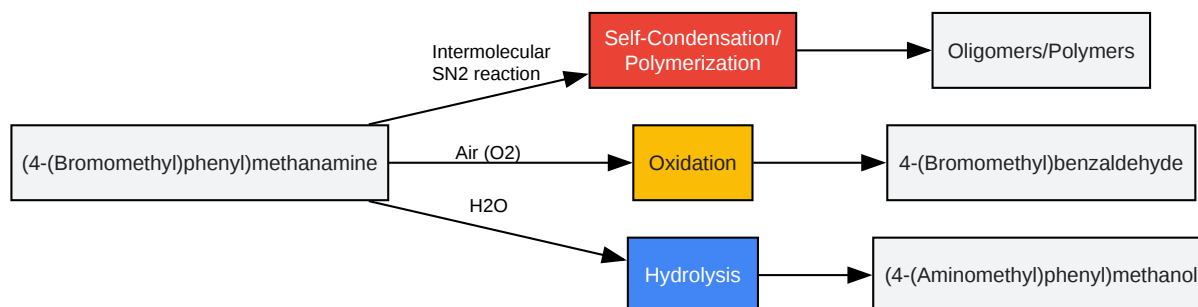 Intermolecular
SN2 reaction
Self-Condensation/
Polymerization
Oligomers/Polymers
(4-(Bromomethyl)phenyl)methanamine
Air (O2)
Oxidation
4-(Bromomethyl)benzaldehyde
H2O
Hydrolysis
(4-(Aminomethyl)phenyl)methanol